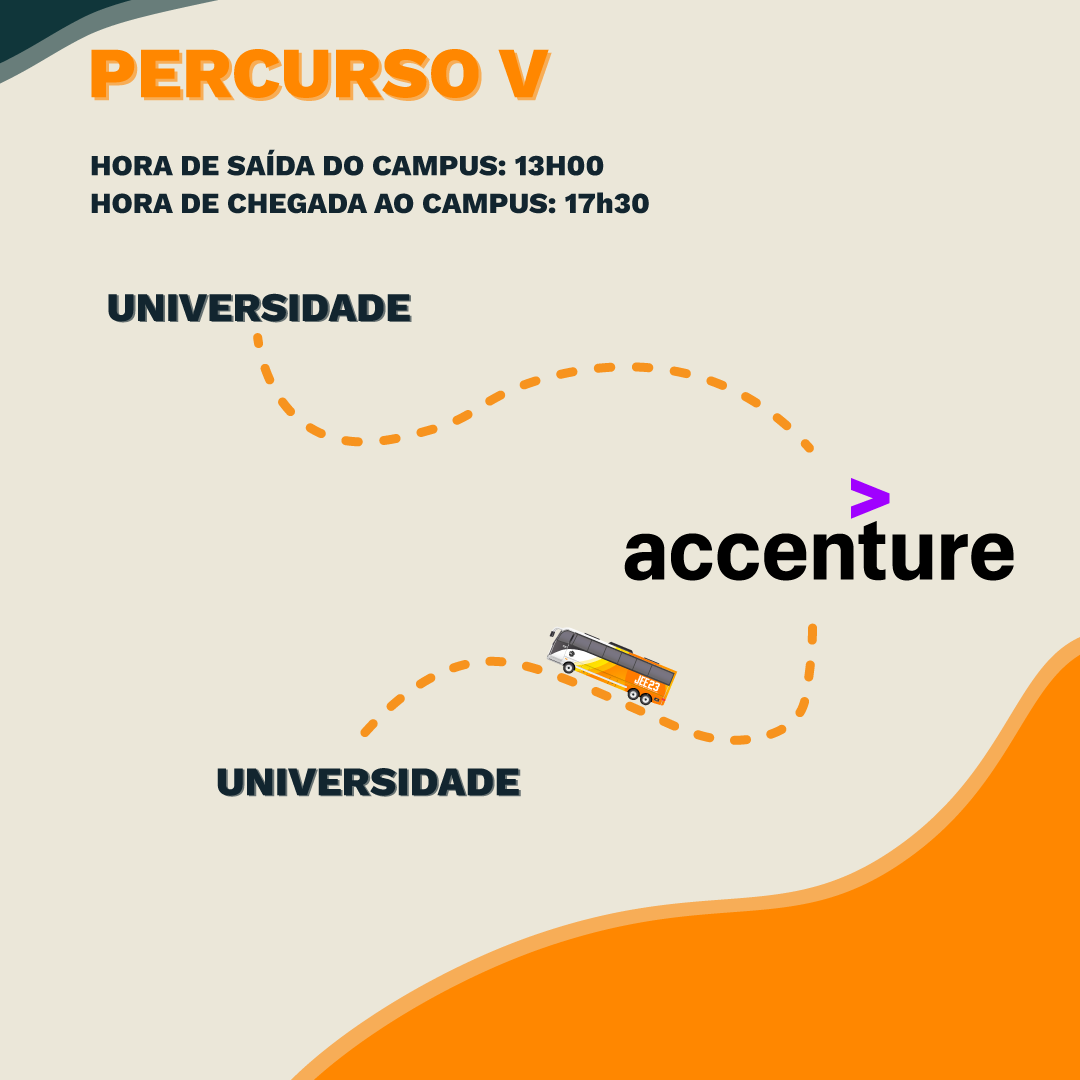 PERCURSO V
HORA DE SAÍDA DO CAMPUS: 13H00
HORA DE CHEGADA AO CAMPUS: 17h30
UNIVERSIDADE
>
accenture
JEE23
UNIVERSIDADE